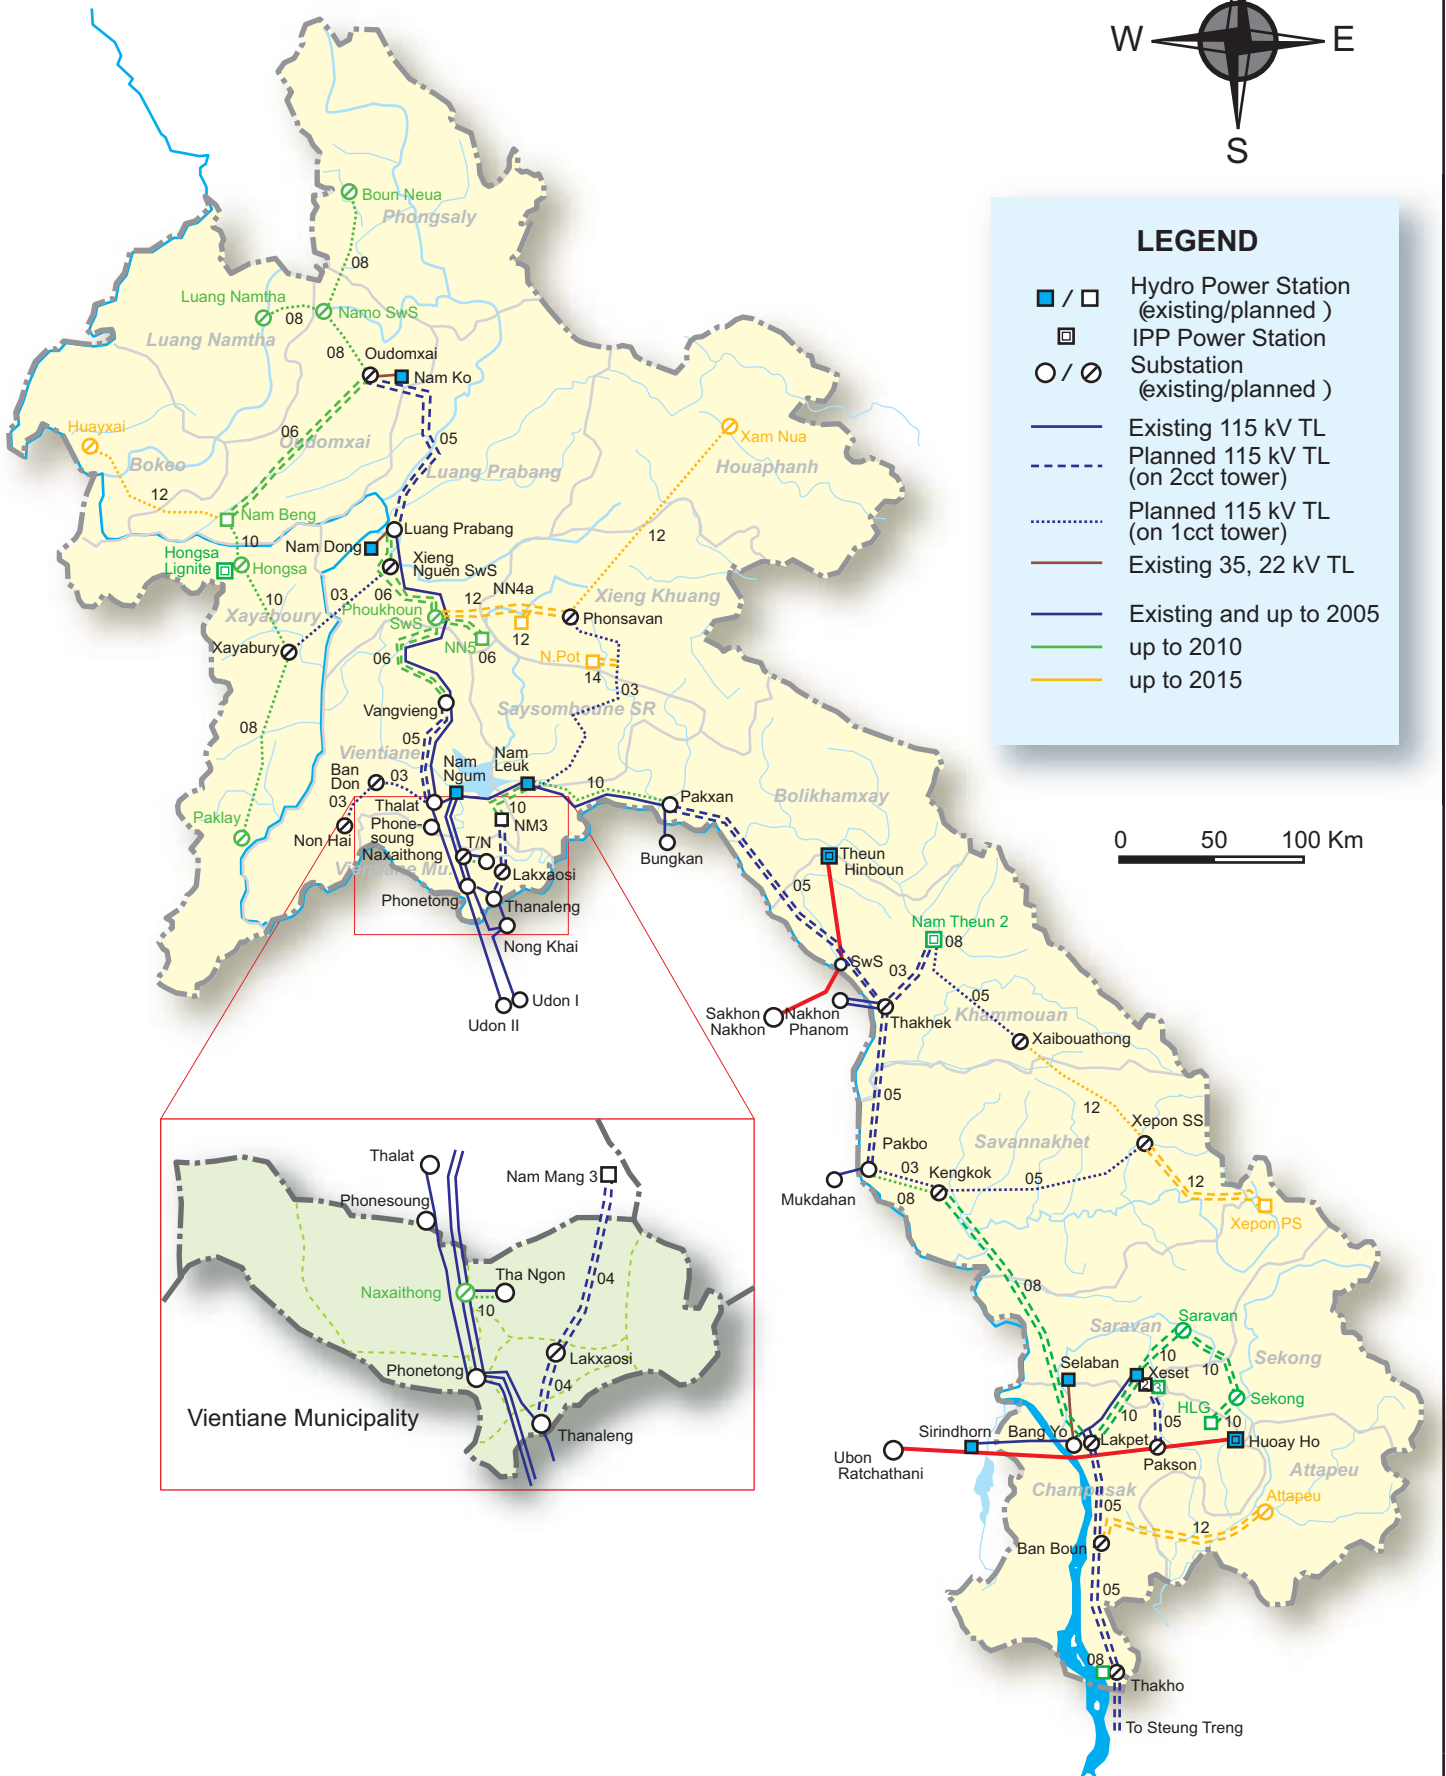 W
E
S
LEGEND
Hydro Power Station
(existing/planned )
IPP Power Station
Substation
(existing/planned )
Existing 115 kV TL
Planned 115 kV TL
(on 2cct tower)
Planned 115 kV TL
(on 1cct tower)
Existing 35, 22 kV TL
Existing and up to 2005
up to 2010
up to 2015
0 50 100 Km
Boun Neua
Phongsaly
08
Luang Namtha
08
Namo SwS
Luang Namtha
08
Oudomxai
Nam Ko
Huayxai
06
Oudomxai
05
Xam Nua
Bokeo
Luang Prabang
Houaphanh
12
Nam Beng
Luang Prabang
12
10
Nam Dong
Hongsa
Lignite
Hongsa
Xieng
Nguen SwS
NN4a
10
03
06
12
Xieng Khuang
Xayaboury
Phoukhoun
SwS
12
Phonsavan
Xayabury
NN5
06
06
N.Pot
14
03
Vangvieng
Saysomboune SR
08
05
Vientiane
Nam
Ngum
Nam
Leuk
Ban
Don
03
10
Pakxan
Bolikhamxay
03
Thalat
10
Paklay
Non Hai
Phone-
soung
NM3
T/N
Naxaithong
Bungkan
Theun
Hinboun
Vientiane Mu.
Lakxaosi
05
Phonetong
Thanaleng
Nong Khai
Nam Theun 2
08
SwS
03
Udon I
Udon II
Sakhon
Nakhon
Nakhon
Phanom
Thakhek
05
Khammouan
Xaibouathong
05
12
Xepon SS
Pakbo
Savannakhet
03
Kengkok
05
12
Mukdahan
08
Xepon PS
08
Saravan
Saravan
Selaban
10
Sekong
Xeset
10
2
3
Sekong
HLG
10
Sirindhorn
Bang Yo
10
05
Lakpet
Huoay Ho
Ubon
Ratchathani
Pakson
Attapeu
Champasak
Attapeu
05
12
Ban Boun
05
08
Thakho
To Steung Treng
Thalat
Nam Mang 3
Phonesoung
Tha Ngon
Naxaithong
04
10
Lakxaosi
Phonetong
04
Vientiane Municipality
Thanaleng